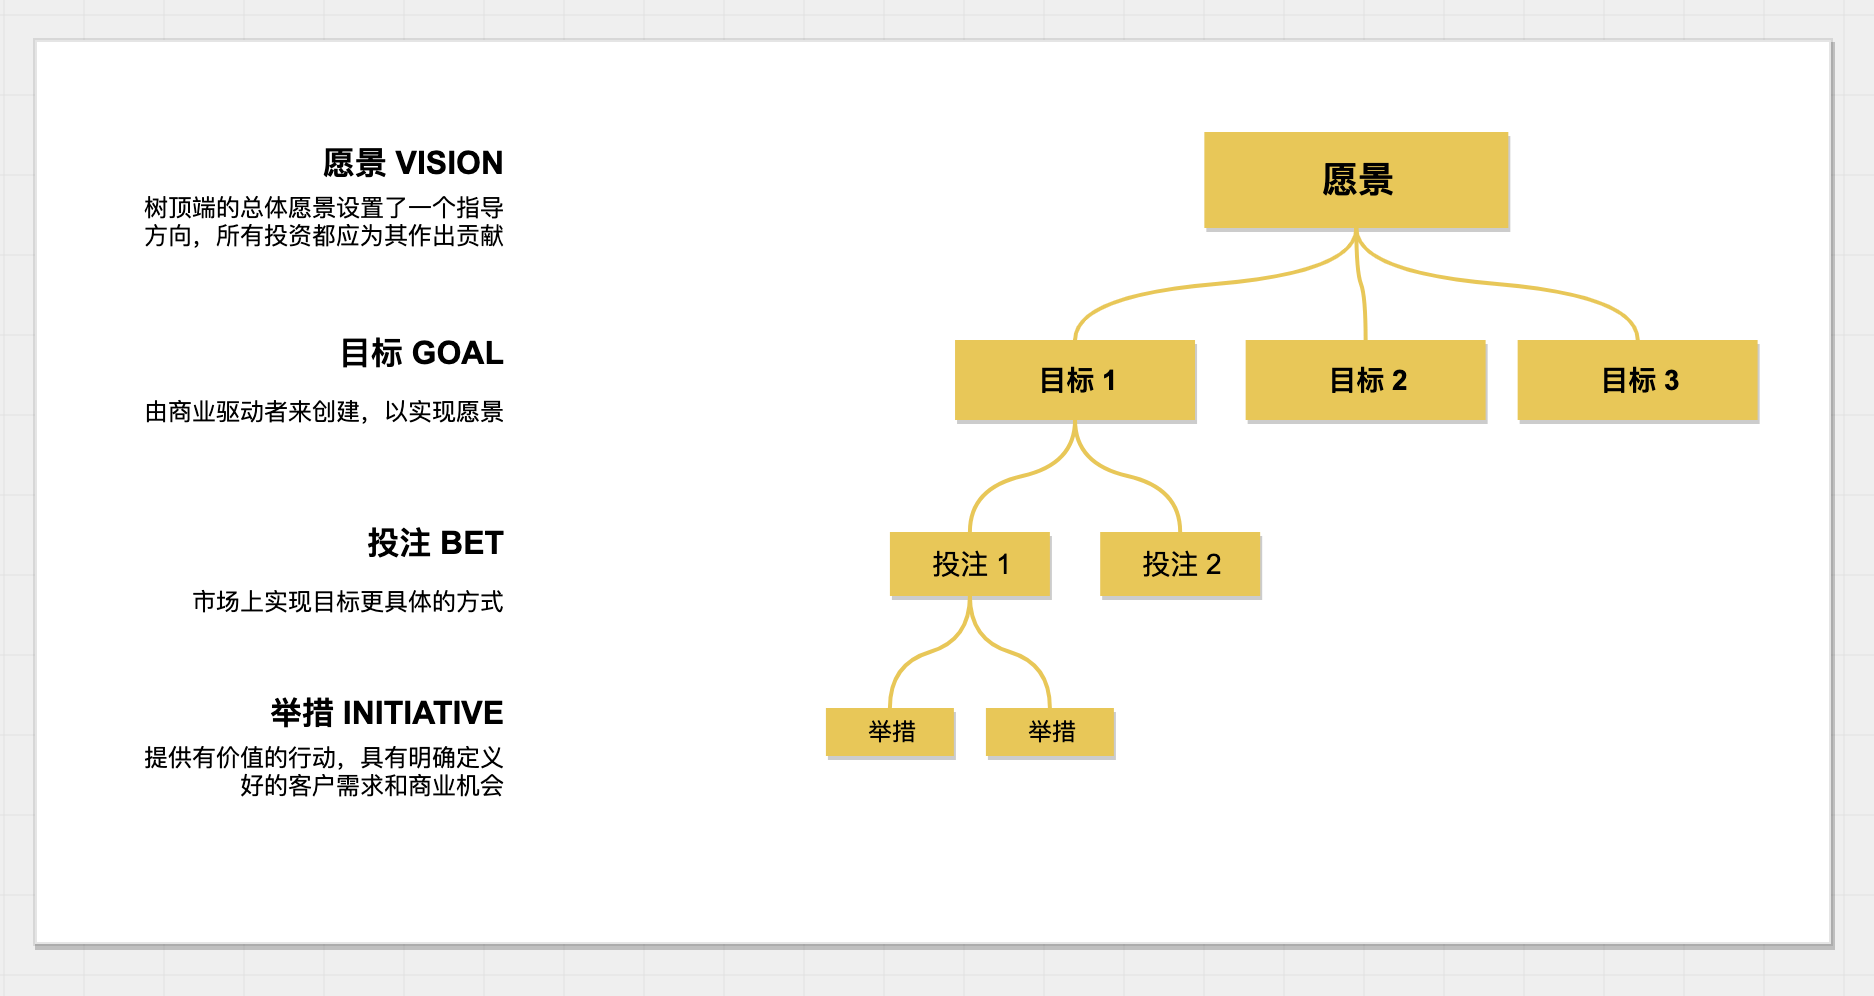 愿景 VISION
树顶端的总体愿景设置了一个指导
方向，所有投资都应为其作出贡献
目标 GOAL
由商业驱动者来创建，以实现愿景
投注 BET
市场上实现目标更具体的方式
举措 INITIATIVE
提供有价值的行动，具有明确定义
好的客户需求和商业机会
愿景
目标 1
目标 2
目标 3
投注 1
投注 2
举措
举措